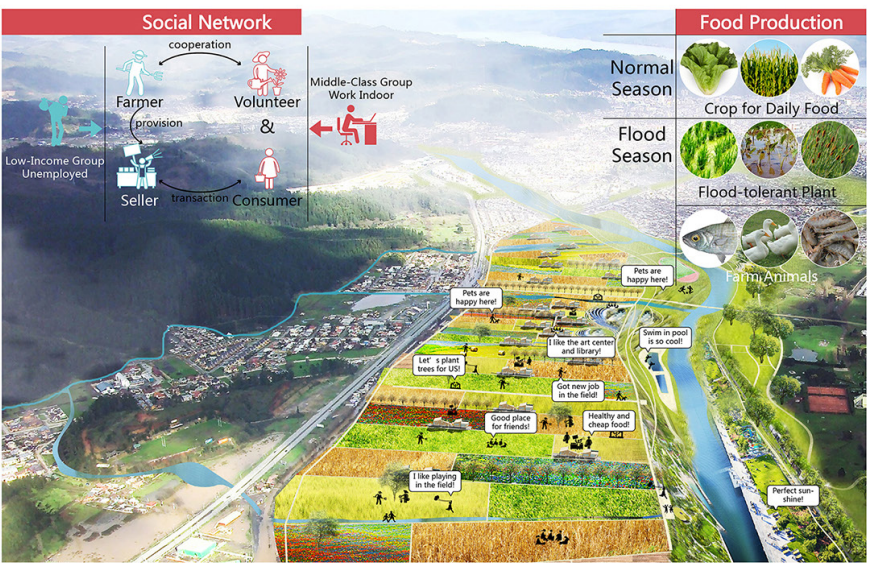 Social Network
cooperation
Farmer
Volunteer
provision
&
Low-Income Group
Unemployed
Middle-Class Group
Work Indoor
Seller
transaction
Consumer
Food Production
Normal
Season
Crop for Daily Food
Flood
Season
Flood-tolerant Plant
Farm Animals
Pets are
happy here!
Pets are
happy here!
Swim in pool
is so cool!
I like the art center
and library!
Let's plant
trees for US!
Got new job
in the field!
Good place
for friends!
Healthy and
cheap food!
I like playing
in the field!
Perfect sun-
shine!